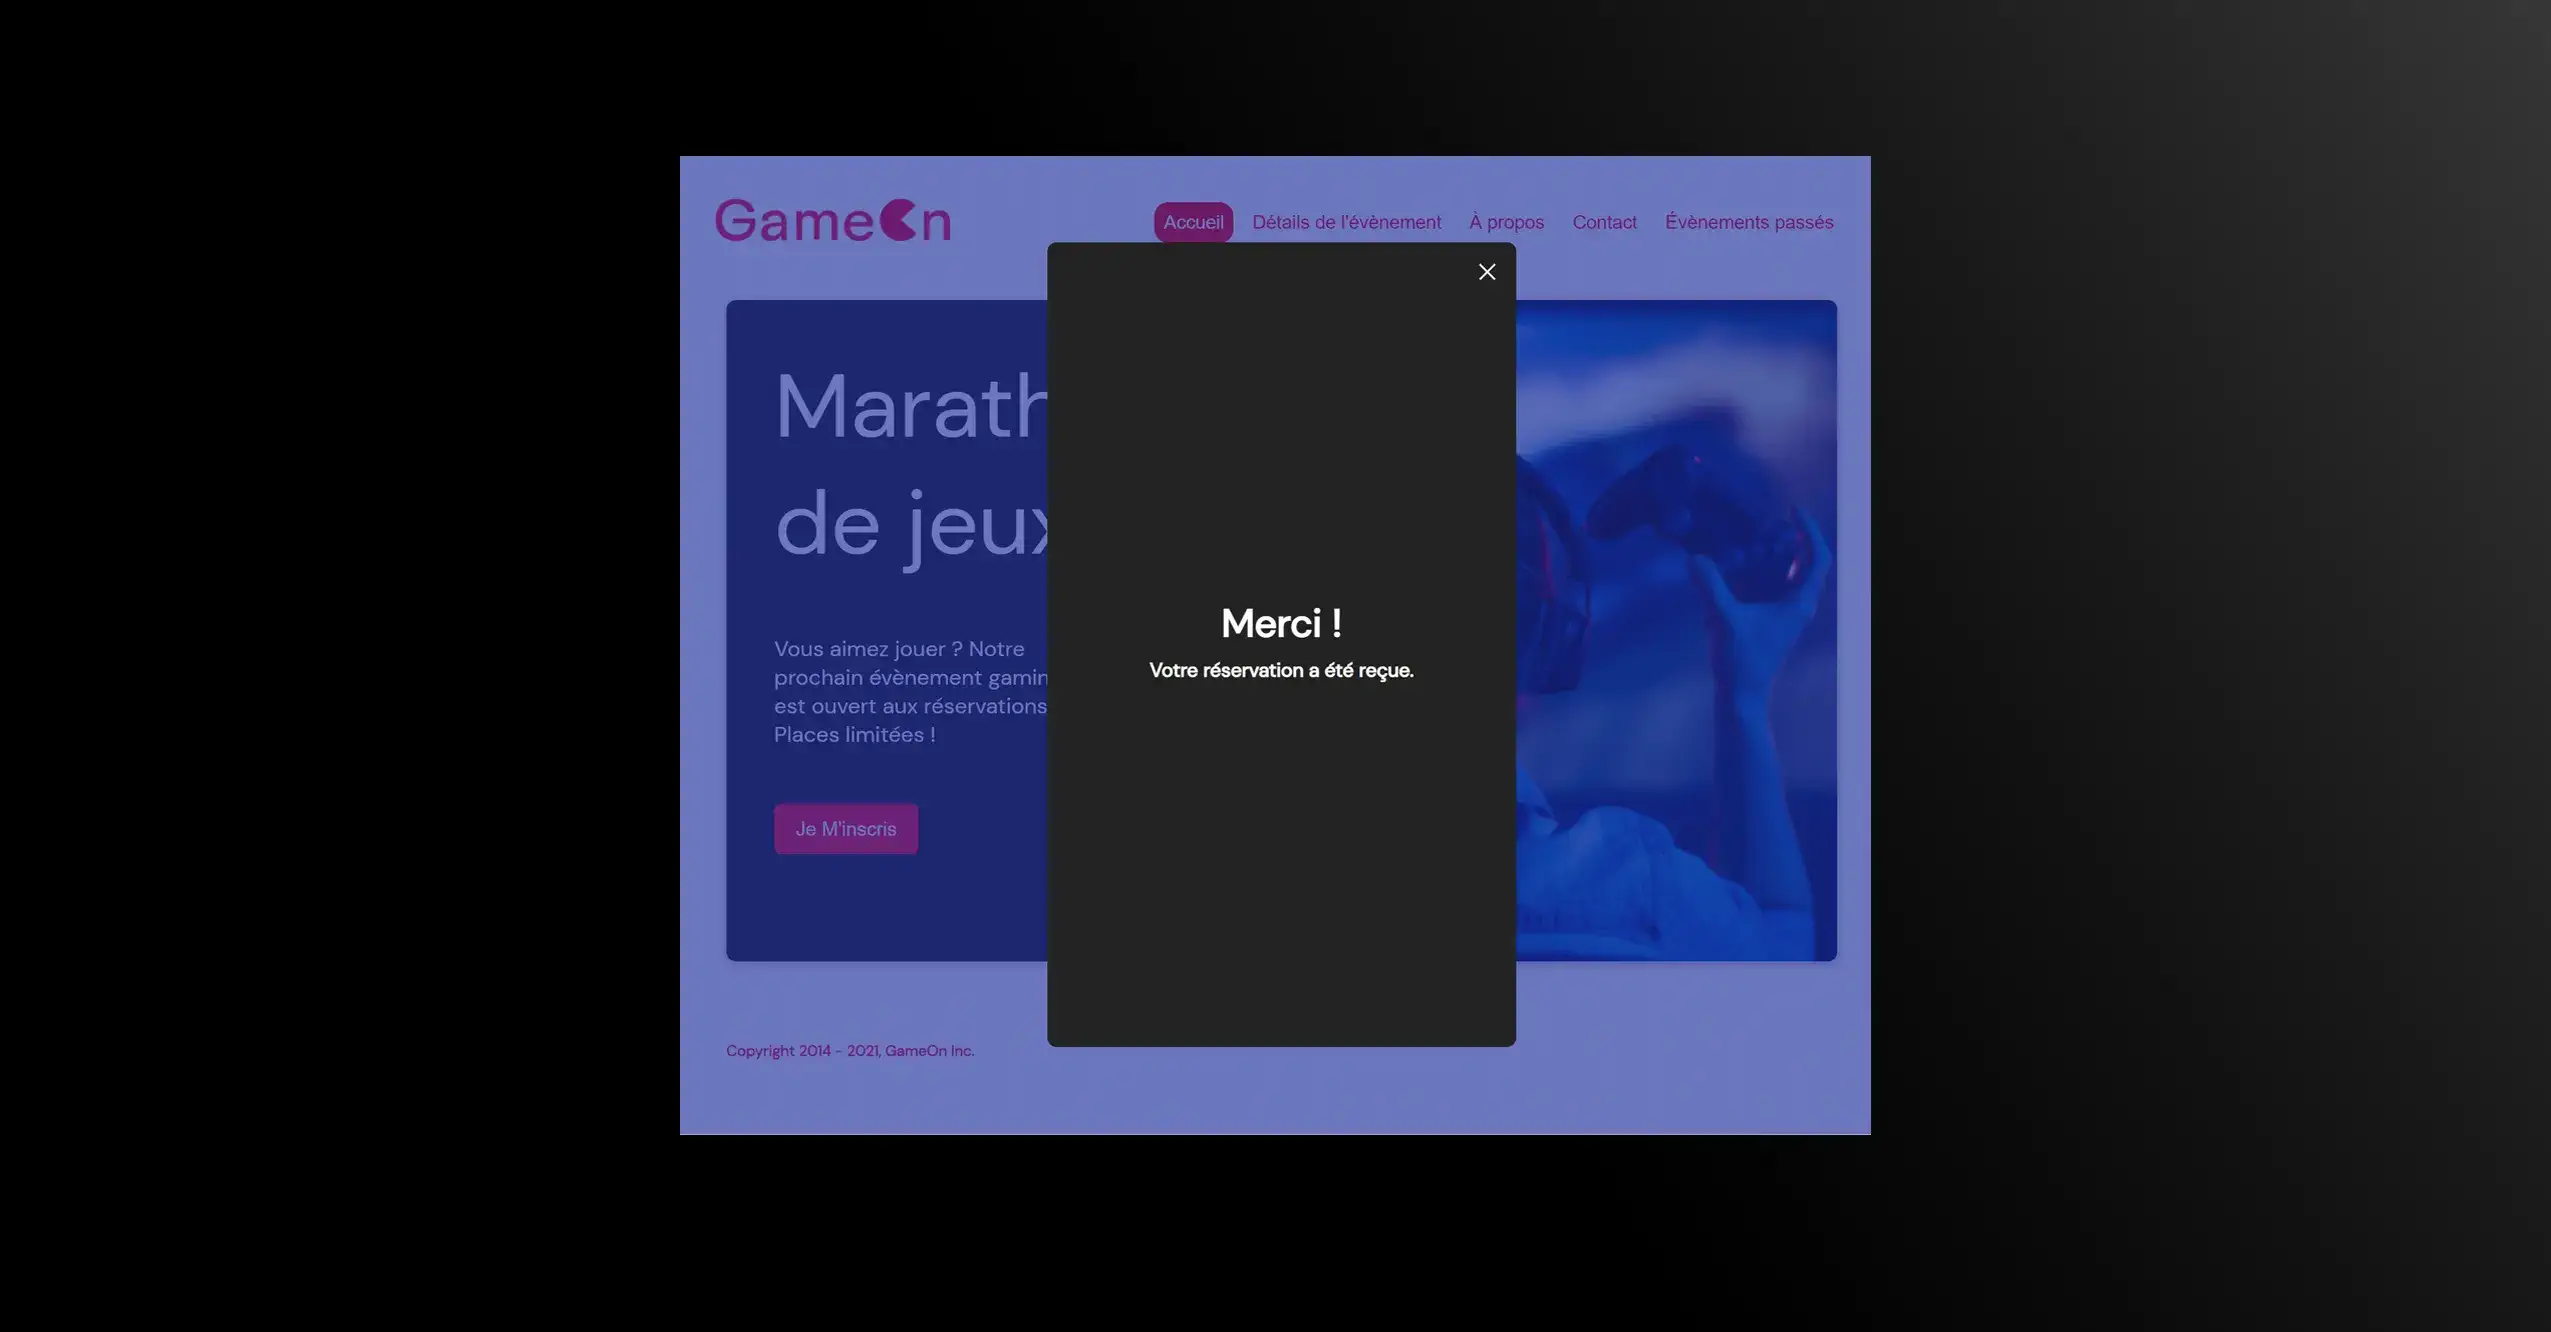 GameOn
Accueil Détails de l'évènement À propos Contact Évènements passés
Marath
de jeux
Vous aimez jouer ? Notre
prochain évènement gamin
est ouvert aux réservations
Places limitées !
Je M'inscris
Merci !
Votre réservation a été reçue.
Copyright 2014 - 2021, GameOn Inc.